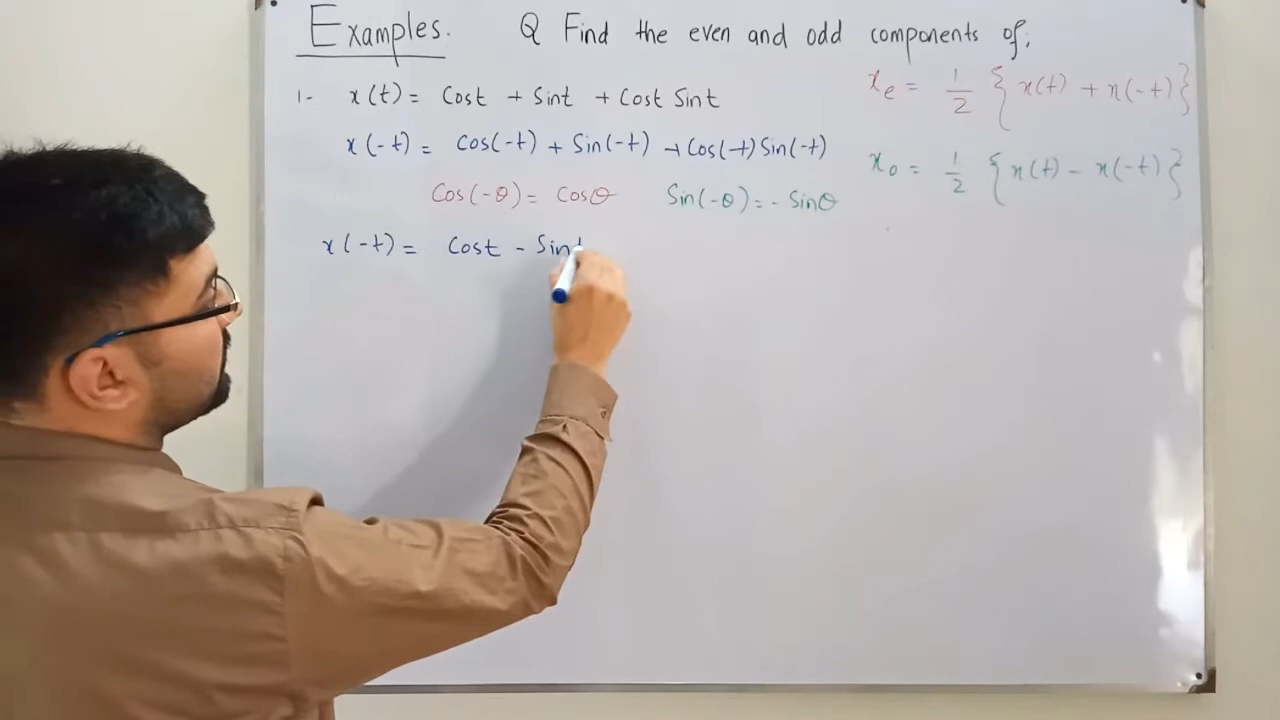 Examples. Q Find the even and odd components of,
1- x(t) = Cost + Sint + Cost Sint
x(-t) = Cos(-t) + Sin(-t) + Cos(-t) Sin(-t)
Cos(-θ) = Cosθ Sin(-θ) = - Sinθ
x(-t) = Cost - Sint
xe = 1/2 { x(t) + x(-t) }
xo = 1/2 { x(t) - x(-t) }